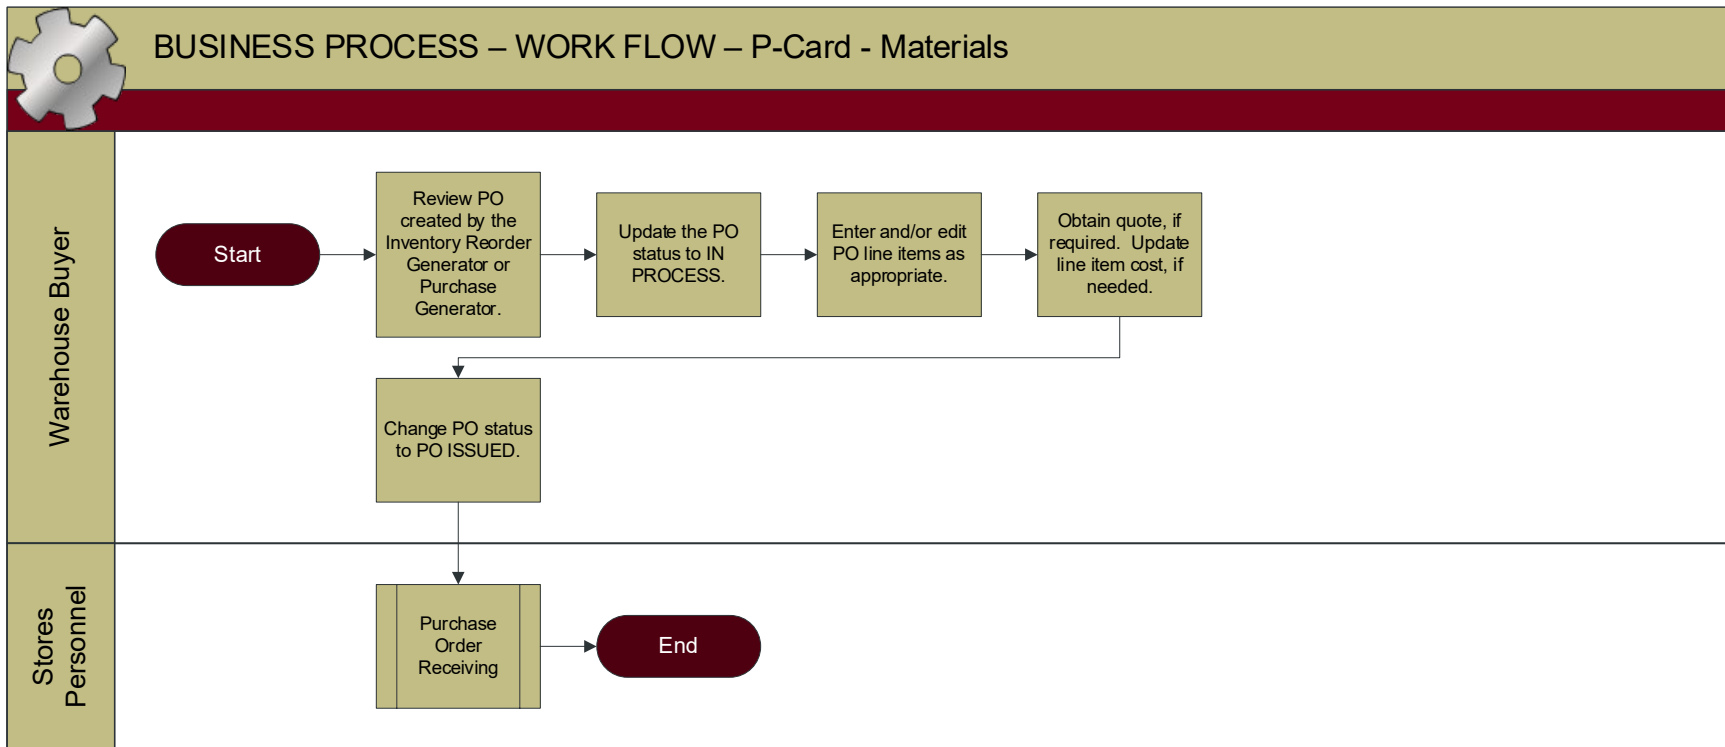 BUSINESS PROCESS – WORK FLOW – P-Card - Materials
Warehouse Buyer
Start
Review PO
created by the
Inventory Reorder
Generator or
Purchase
Generator.
Update the PO
status to IN
PROCESS.
Enter and/or edit
PO line items as
appropriate.
Obtain quote, if
required.  Update
line item cost, if
needed.
Change PO status
to PO ISSUED.
Stores
Personnel
Purchase
Order
Receiving
End